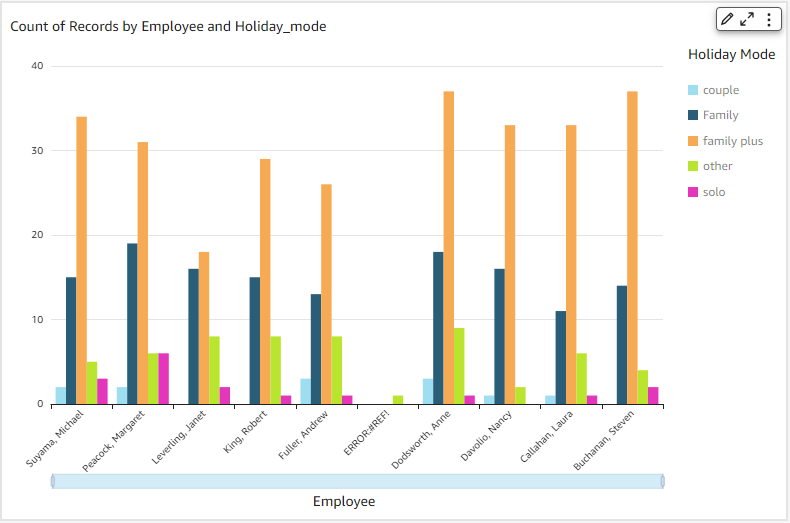 Count of Records by Employee and Holiday_mode
Holiday Mode
couple
Family
family plus
other
solo
40
30
20
10
0
Suyama, Michael
Peacock, Margaret
Leverling, Janet
King, Robert
Fuller, Andrew
ERROR:#REF!
Dodsworth, Anne
Davolio, Nancy
Callahan, Laura
Buchanan, Steven
Employee